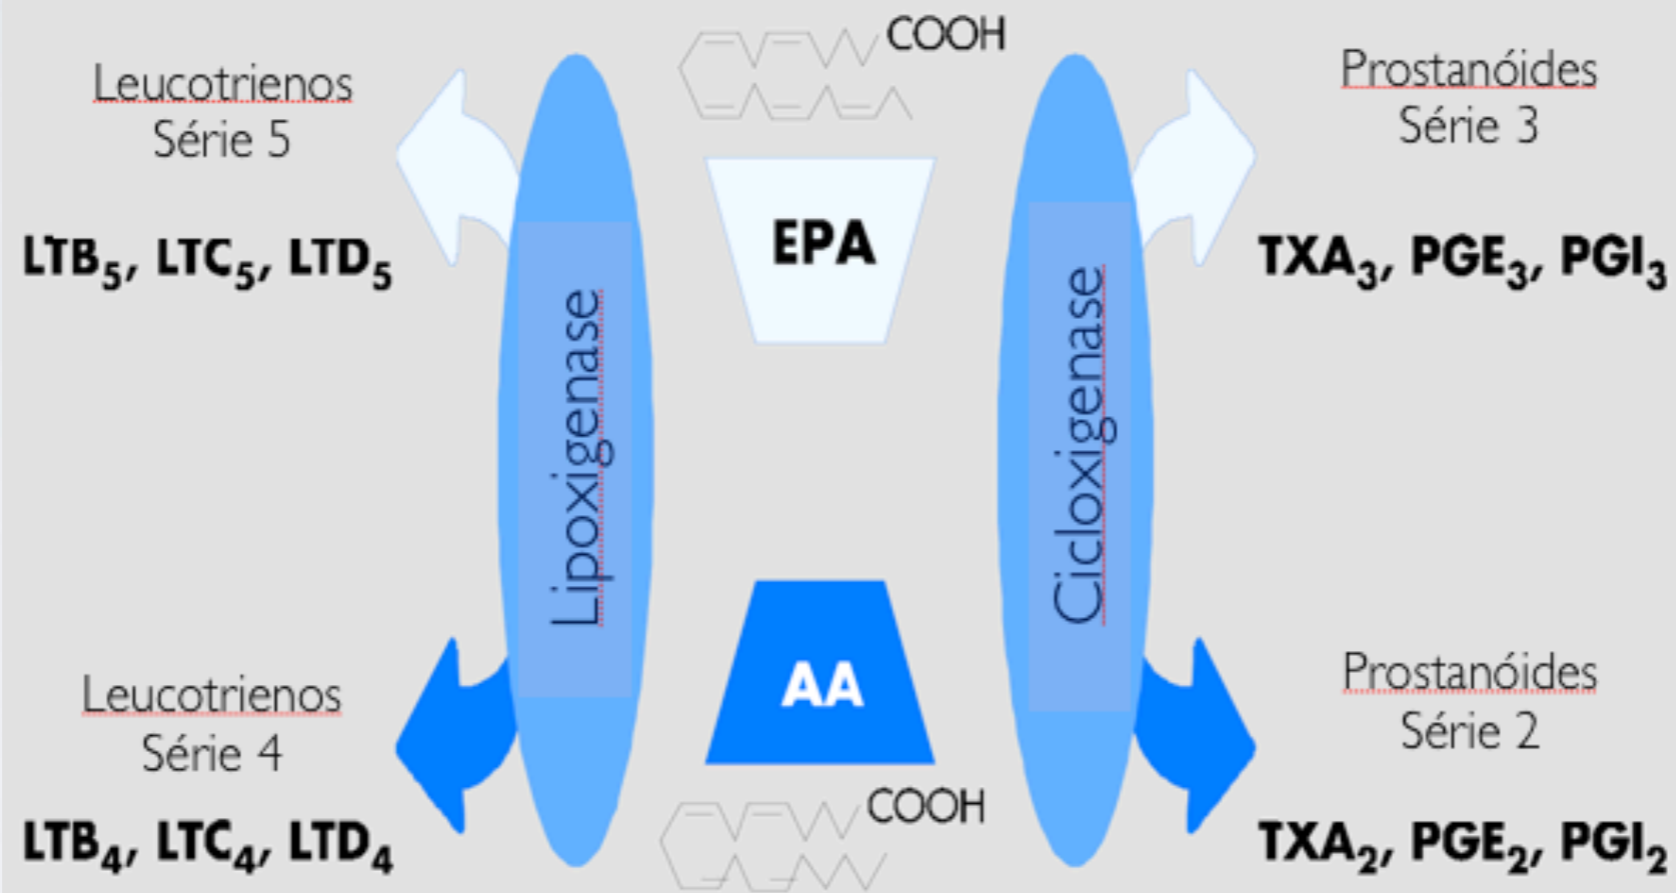 COOH
Leucotrienos
Série 5
Prostanóides
Série 3
LTB5, LTC5, LTD5
EPA
TXA3, PGE3, PGI3
Lipoxigenase
Cicloxigenase
AA
Leucotrienos
Série 4
Prostanóides
Série 2
COOH
LTB4, LTC4, LTD4
TXA2, PGE2, PGI2